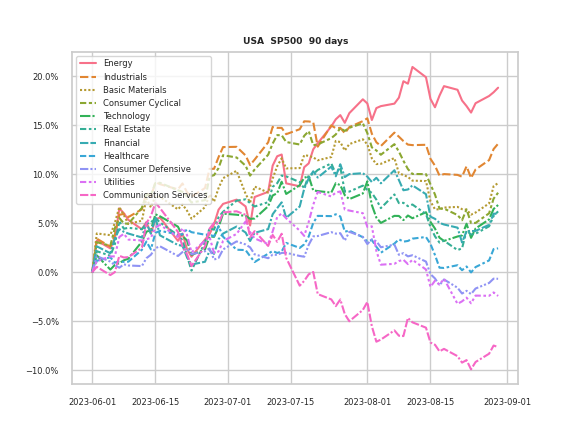 USA SP500 90 days
Energy
Industrials
Basic Materials
Consumer Cyclical
Technology
Real Estate
Financial
Healthcare
Consumer Defensive
Utilities
Communication Services
20.0%
15.0%
10.0%
5.0%
0.0%
−5.0%
−10.0%
2023-06-01 2023-06-15 2023-07-01 2023-07-15 2023-08-01 2023-08-15 2023-09-01